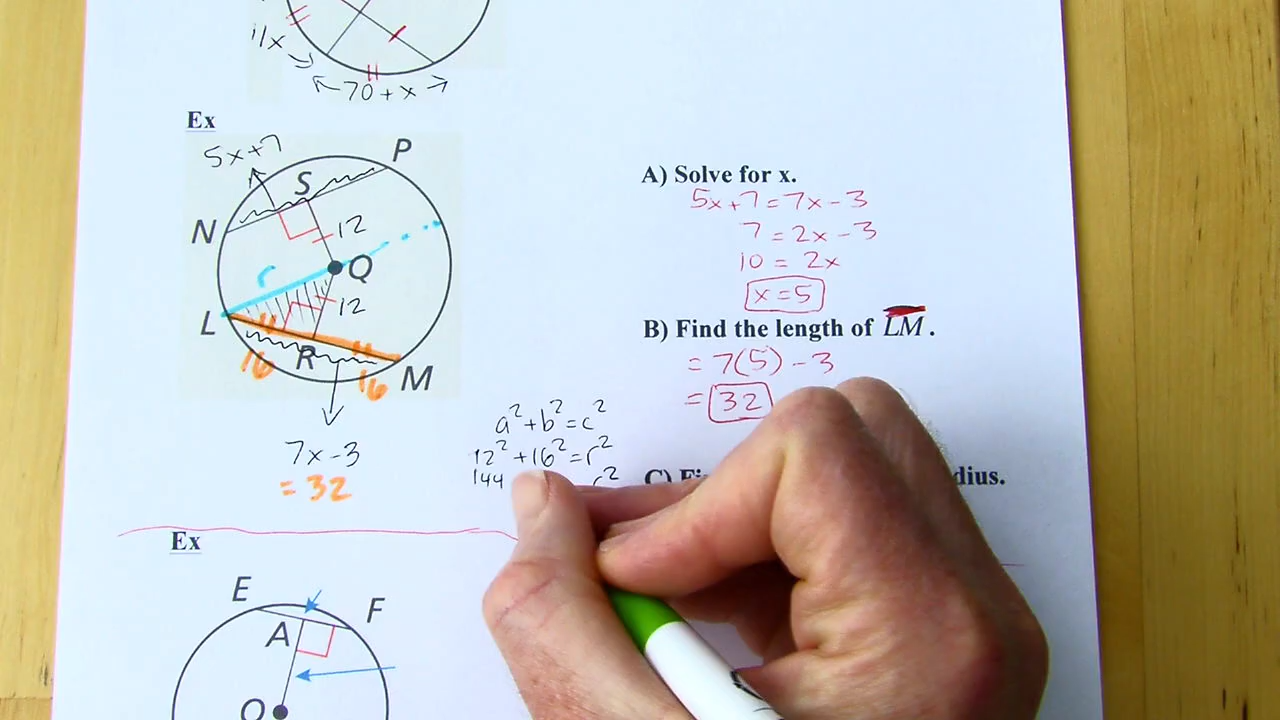 11x
70 + x
Ex
5x+7
P
S
N
12
r
Q
12
L
R
16
16
M
7x-3
= 32
A) Solve for x.
5x+7=7x-3
7 = 2x - 3
10 = 2x
x = 5
B) Find the length of LM.
= 7(5) - 3
= 32
a²+b²=c²
12²+16²=r²
144
r²
C)
dius.
Ex
E
F
A